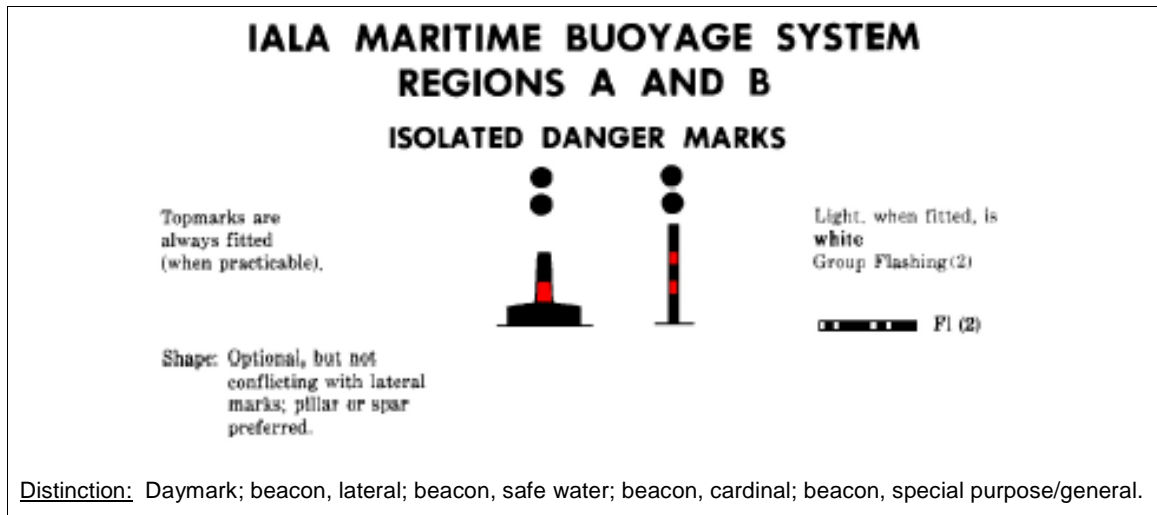 IALA MARITIME BUOYAGE SYSTEM
REGIONS A AND B
ISOLATED DANGER MARKS
Topmarks are
always fitted
(when practicable).
Light, when fitted, is
white
Group Flashing(2)
Fl (2)
Shape: Optional, but not
conflicting with lateral
marks; pillar or spar
preferred.
Distinction: Daymark; beacon, lateral; beacon, safe water; beacon, cardinal; beacon, special purpose/general.